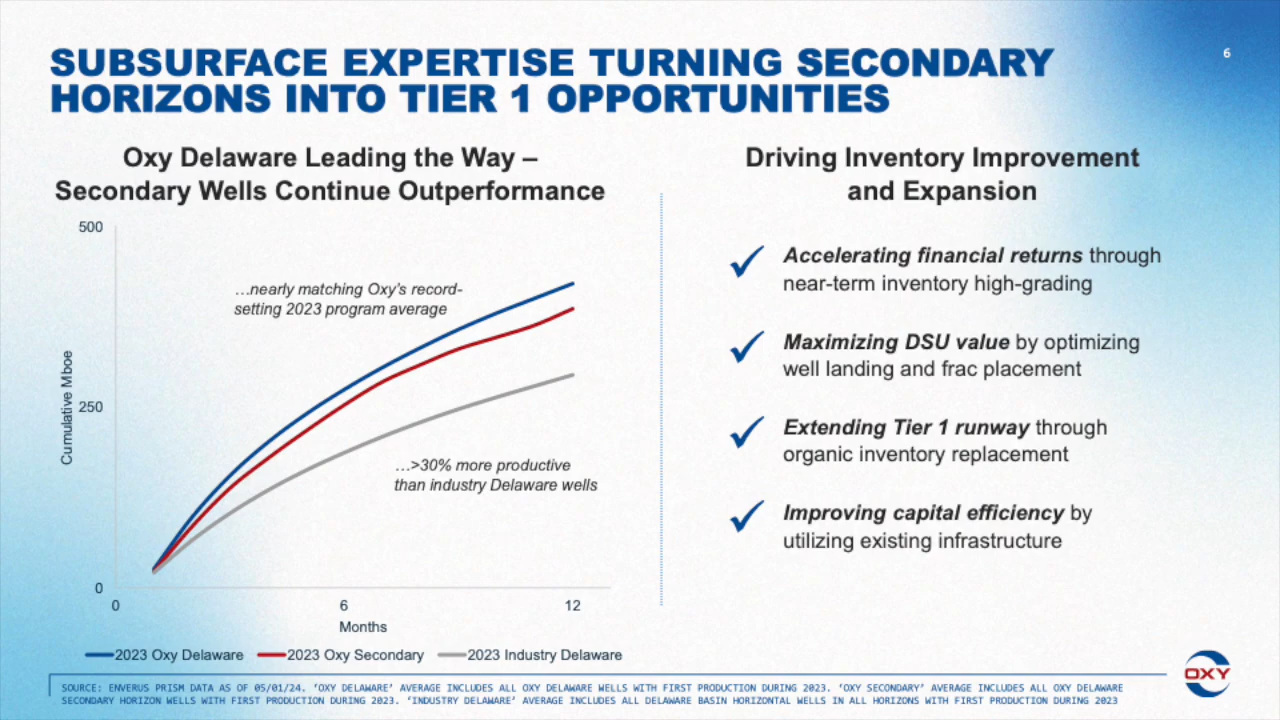 6
SUBSURFACE EXPERTISE TURNING SECONDARY
HORIZONS INTO TIER 1 OPPORTUNITIES
Oxy Delaware Leading the Way –
Secondary Wells Continue Outperformance
500
…nearly matching Oxy's record-
setting 2023 program average
Cumulative Mboe
250
…>30% more productive
than industry Delaware wells
0
0 6 12
Months
2023 Oxy Delaware 2023 Oxy Secondary 2023 Industry Delaware
Driving Inventory Improvement
and Expansion
Accelerating financial returns through
near-term inventory high-grading
Maximizing DSU value by optimizing
well landing and frac placement
Extending Tier 1 runway through
organic inventory replacement
Improving capital efficiency by
utilizing existing infrastructure
SOURCE: ENVERUS PRISM DATA AS OF 05/01/24. 'OXY DELAWARE' AVERAGE INCLUDES ALL OXY DELAWARE WELLS WITH FIRST PRODUCTION DURING 2023. 'OXY SECONDARY' AVERAGE INCLUDES ALL OXY DELAWARE
SECONDARY HORIZON WELLS WITH FIRST PRODUCTION DURING 2023. 'INDUSTRY DELAWARE' AVERAGE INCLUDES ALL DELAWARE BASIN HORIZONTAL WELLS IN ALL HORIZONS WITH FIRST PRODUCTION DURING 2023
OXY